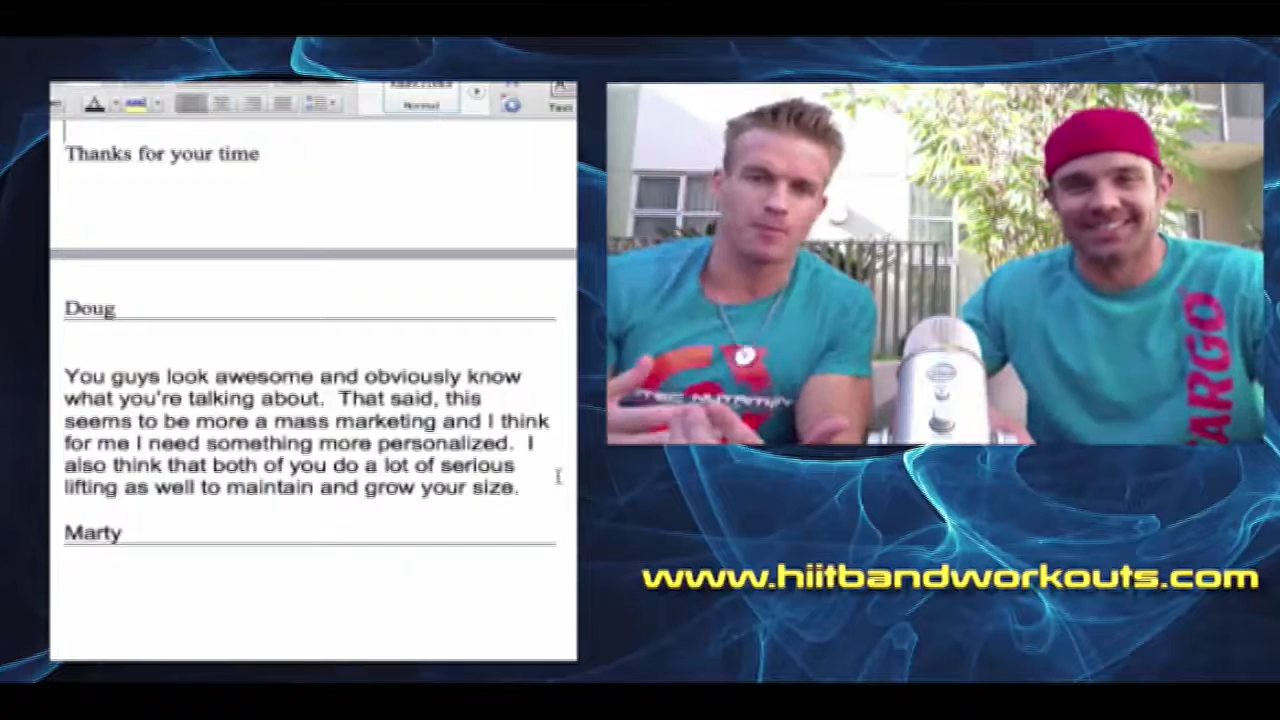 Normal
Text
Thanks for your time
Doug
You guys look awesome and obviously know
what you're talking about.  That said, this
seems to be more a mass marketing and I think
for me I need something more personalized.  I
also think that both of you do a lot of serious
lifting as well to maintain and grow your size.
Marty
ARGO
www.hiitbandworkouts.com